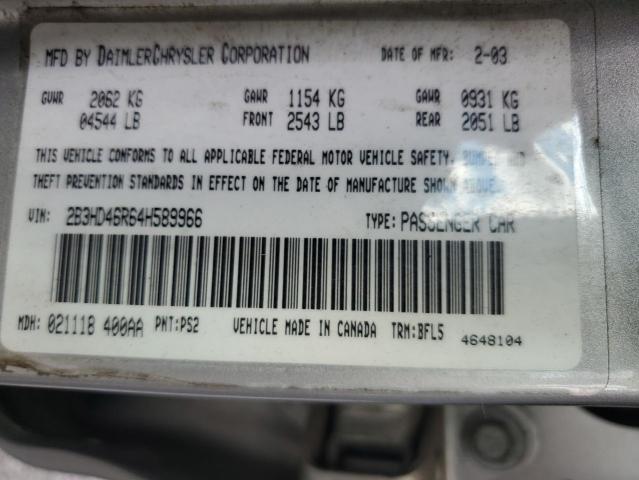 MFD BY DAIMLERCHRYSLER CORPORATION DATE OF MFR: 2-03
GVWR 2062 KG GAWR 1154 KG GAWR 0931 KG
04544 LB FRONT 2543 LB REAR 2051 LB
THIS VEHICLE CONFORMS TO ALL APPLICABLE FEDERAL MOTOR VEHICLE SAFETY, BUMPER AND
THEFT PREVENTION STANDARDS IN EFFECT ON THE DATE OF MANUFACTURE SHOWN ABOVE.
VIN: 2B3HD46R64H589966 TYPE: PASSENGER CAR
MDH: 021118 400AA PNT: PS2 VEHICLE MADE IN CANADA TRM: BFL5 4648104